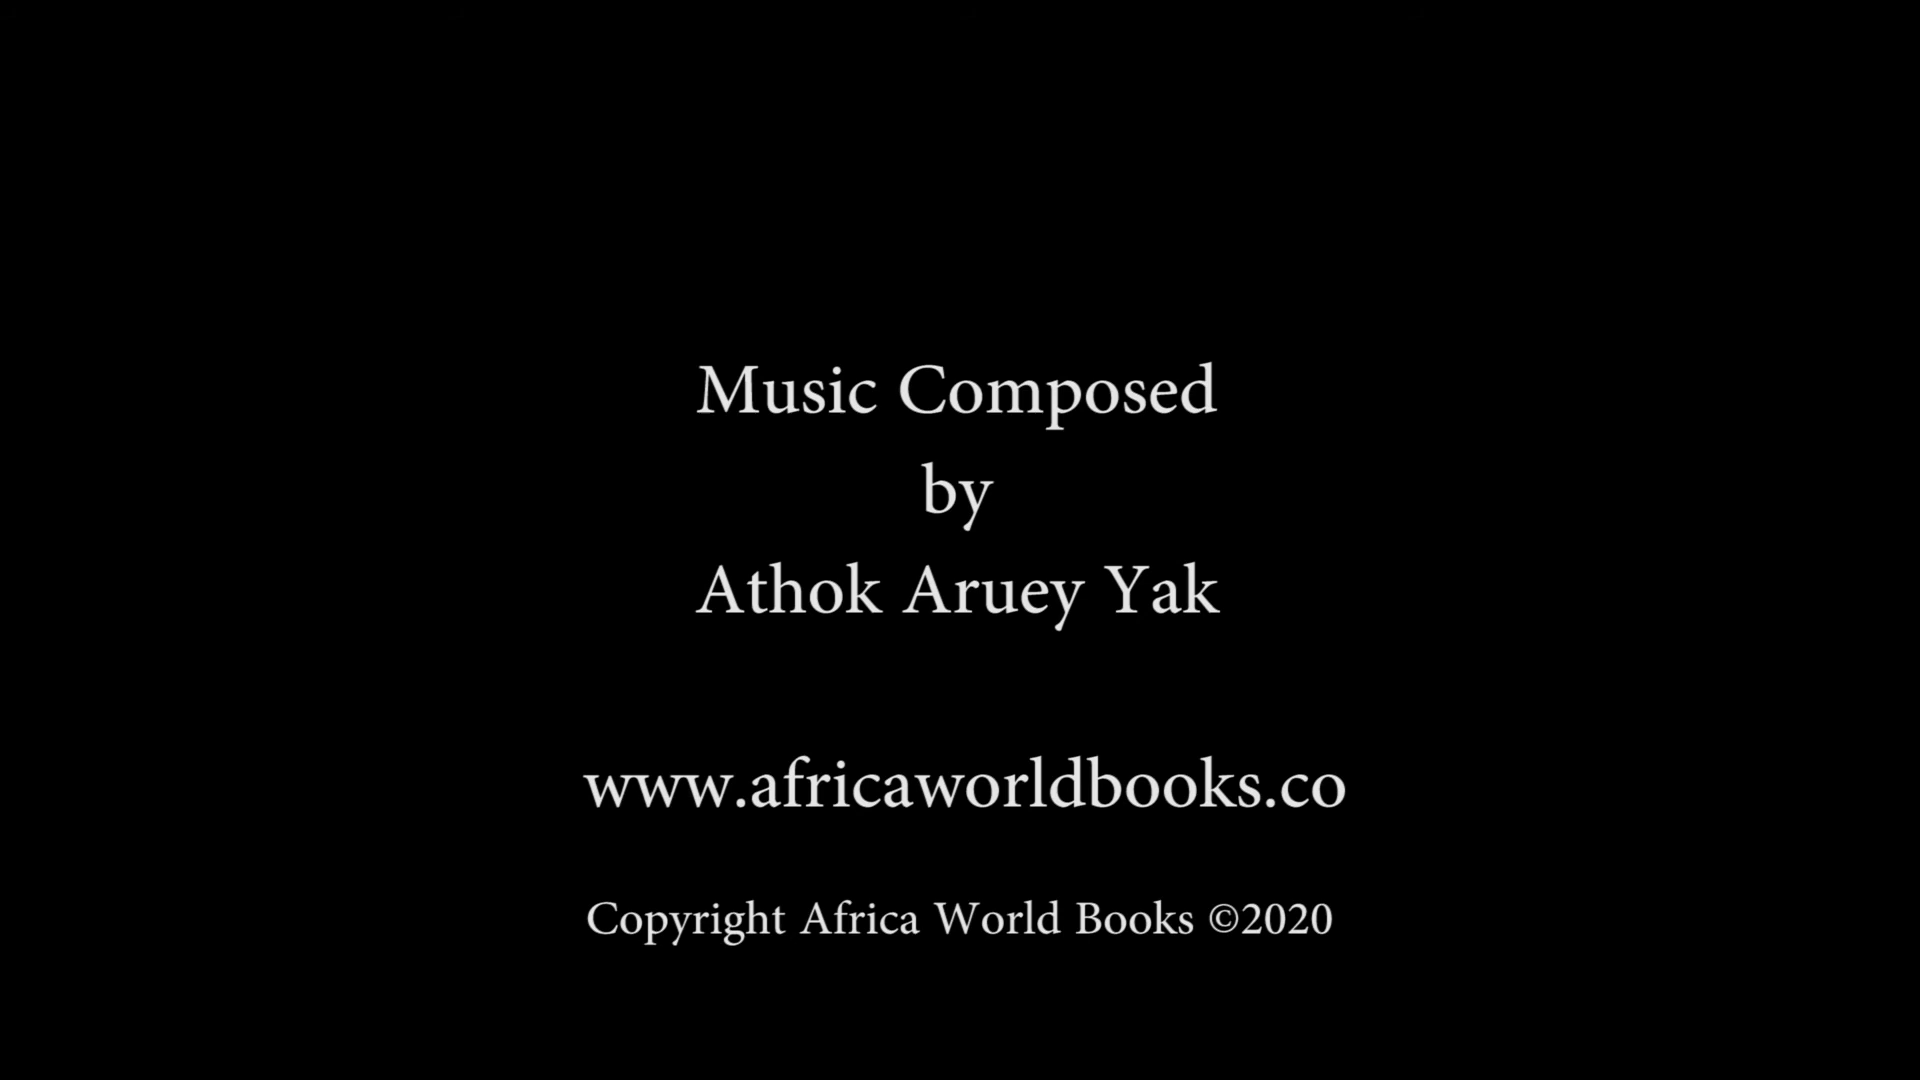 Music Composed
by
Athok Aruey Yak
www.africaworldbooks.co
Copyright Africa World Books ©2020